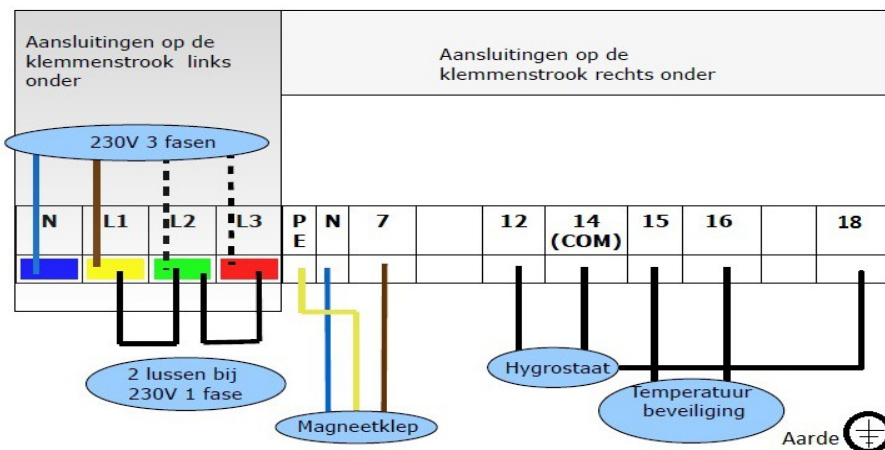 Aansluitingen op de
klemmenstrook links
onder
Aansluitingen op de
klemmenstrook rechts onder
230V 3 fasen
N L1 L2 L3 P E N 7 12 14 (COM) 15 16 18
2 lussen bij
230V 1 fase
Magneetklep
Hygrostaat
Temperatuur
beveiliging
Aarde